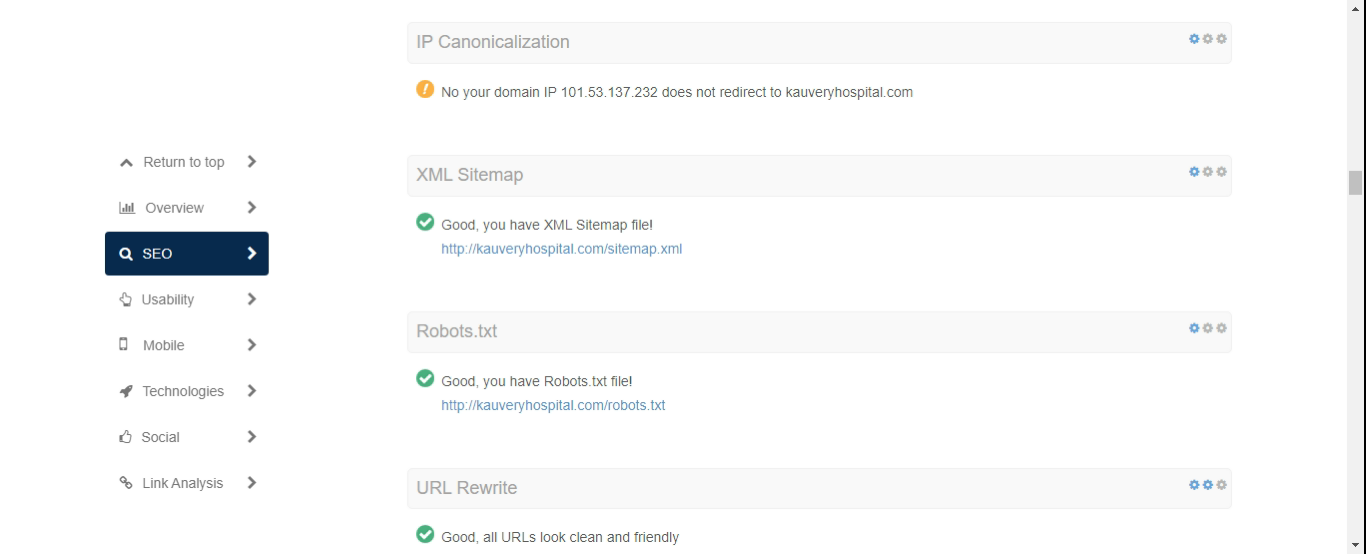 IP Canonicalization
No your domain IP 101.53.137.232 does not redirect to kauveryhospital.com
Return to top
Overview
SEO
Usability
Mobile
Technologies
Social
Link Analysis
XML Sitemap
Good, you have XML Sitemap file!
http://kauveryhospital.com/sitemap.xml
Robots.txt
Good, you have Robots.txt file!
http://kauveryhospital.com/robots.txt
URL Rewrite
Good, all URLs look clean and friendly